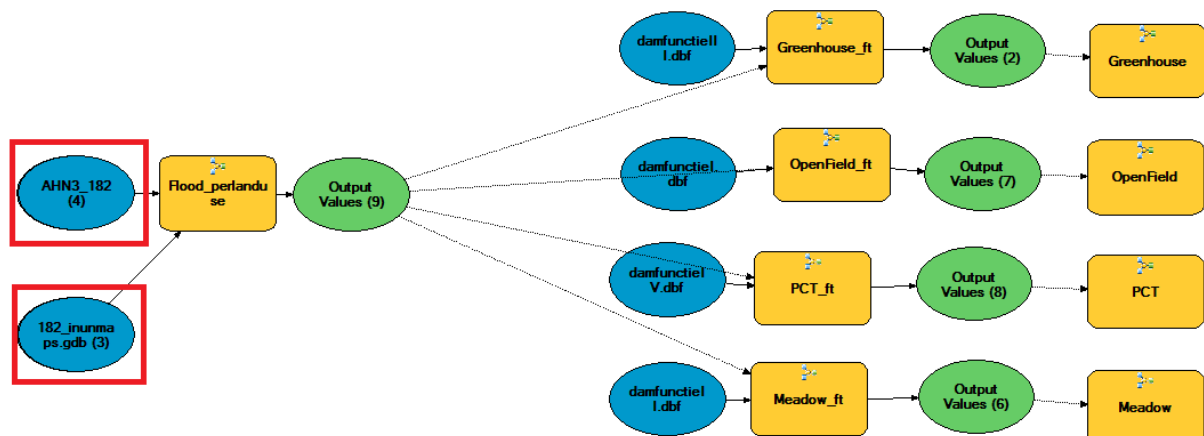 damfunctieII
I.dbf
Greenhouse_ft
Output
Values (2)
Greenhouse
AHN3_182
(4)
Flood_perlandu
se
Output
Values (9)
damfunctieI.
dbf
OpenField_ft
Output
Values (7)
OpenField
182_inunma
ps.gdb (3)
damfunctieI
V.dbf
PCT_ft
Output
Values (8)
PCT
damfunctieI
I.dbf
Meadow_ft
Output
Values (6)
Meadow